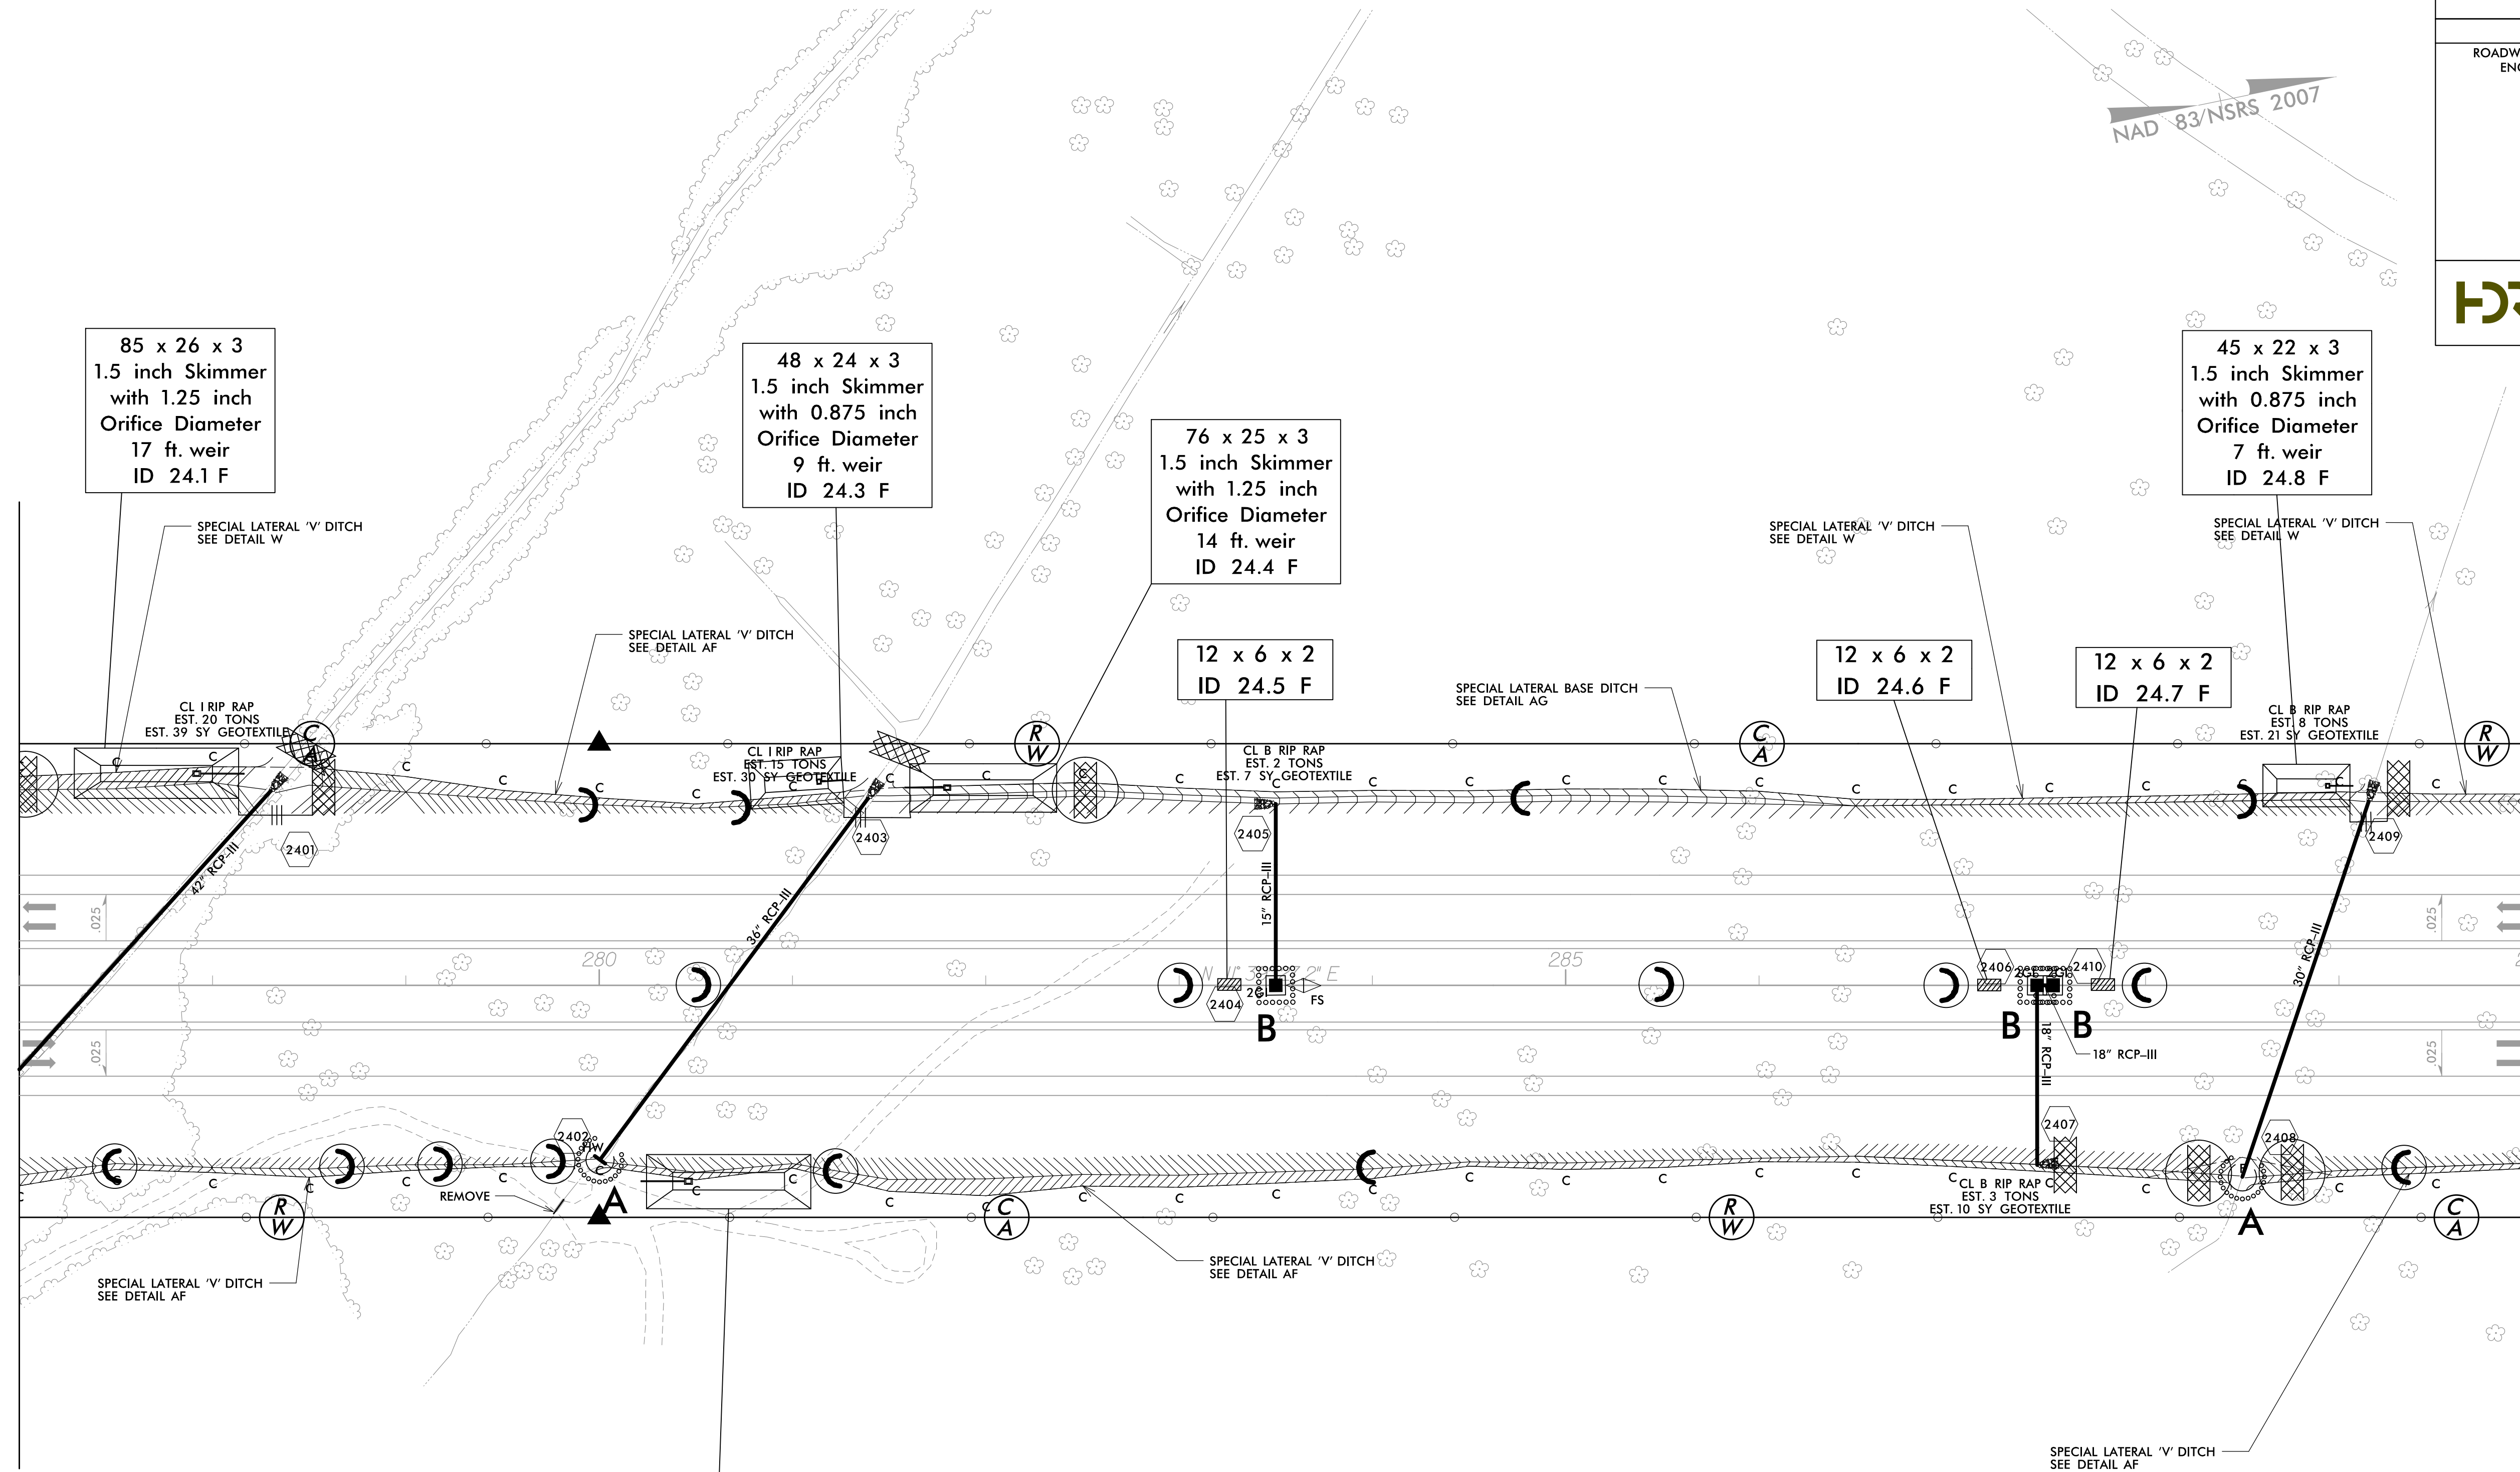 ROADW
ENG
HDR
NAD 83/NSRS 2007
85 x 26 x 3
1.5 inch Skimmer
with 1.25 inch
Orifice Diameter
17 ft. weir
ID 24.1 F
48 x 24 x 3
1.5 inch Skimmer
with 0.875 inch
Orifice Diameter
9 ft. weir
ID 24.3 F
76 x 25 x 3
1.5 inch Skimmer
with 1.25 inch
Orifice Diameter
14 ft. weir
ID 24.4 F
45 x 22 x 3
1.5 inch Skimmer
with 0.875 inch
Orifice Diameter
7 ft. weir
ID 24.8 F
SPECIAL LATERAL 'V' DITCH
SEE DETAIL W
SPECIAL LATERAL 'V' DITCH
SEE DETAIL AF
SPECIAL LATERAL 'V' DITCH
SEE DETAIL W
SPECIAL LATERAL 'V' DITCH
SEE DETAIL W
12 x 6 x 2
ID 24.5 F
12 x 6 x 2
ID 24.6 F
12 x 6 x 2
ID 24.7 F
SPECIAL LATERAL BASE DITCH
SEE DETAIL AG
CL I RIP RAP
EST. 20 TONS
EST. 39 SY GEOTEXTILE
CL I RIP RAP
EST. 15 TONS
EST. 30 SY GEOTEXTILE
CL B RIP RAP
EST. 2 TONS
EST. 7 SY GEOTEXTILE
CL B RIP RAP
EST. 8 TONS
EST. 21 SY GEOTEXTILE
C
A
R
W
C
A
R
W
2401
2403
2405
2409
42" RCP-III
36" RCP-III
15" RCP-III
30" RCP-III
.025
.025
280
285
2404
2GI
FS
B
2406
2410
B
B
18" RCP-III
18" RCP-III
.025
.025
2402
HW
A
REMOVE
2407
2408
A
CL B RIP RAP
EST. 3 TONS
EST. 10 SY GEOTEXTILE
R
W
C
A
R
W
C
A
SPECIAL LATERAL 'V' DITCH
SEE DETAIL AF
SPECIAL LATERAL 'V' DITCH
SEE DETAIL AF
SPECIAL LATERAL 'V' DITCH
SEE DETAIL AF